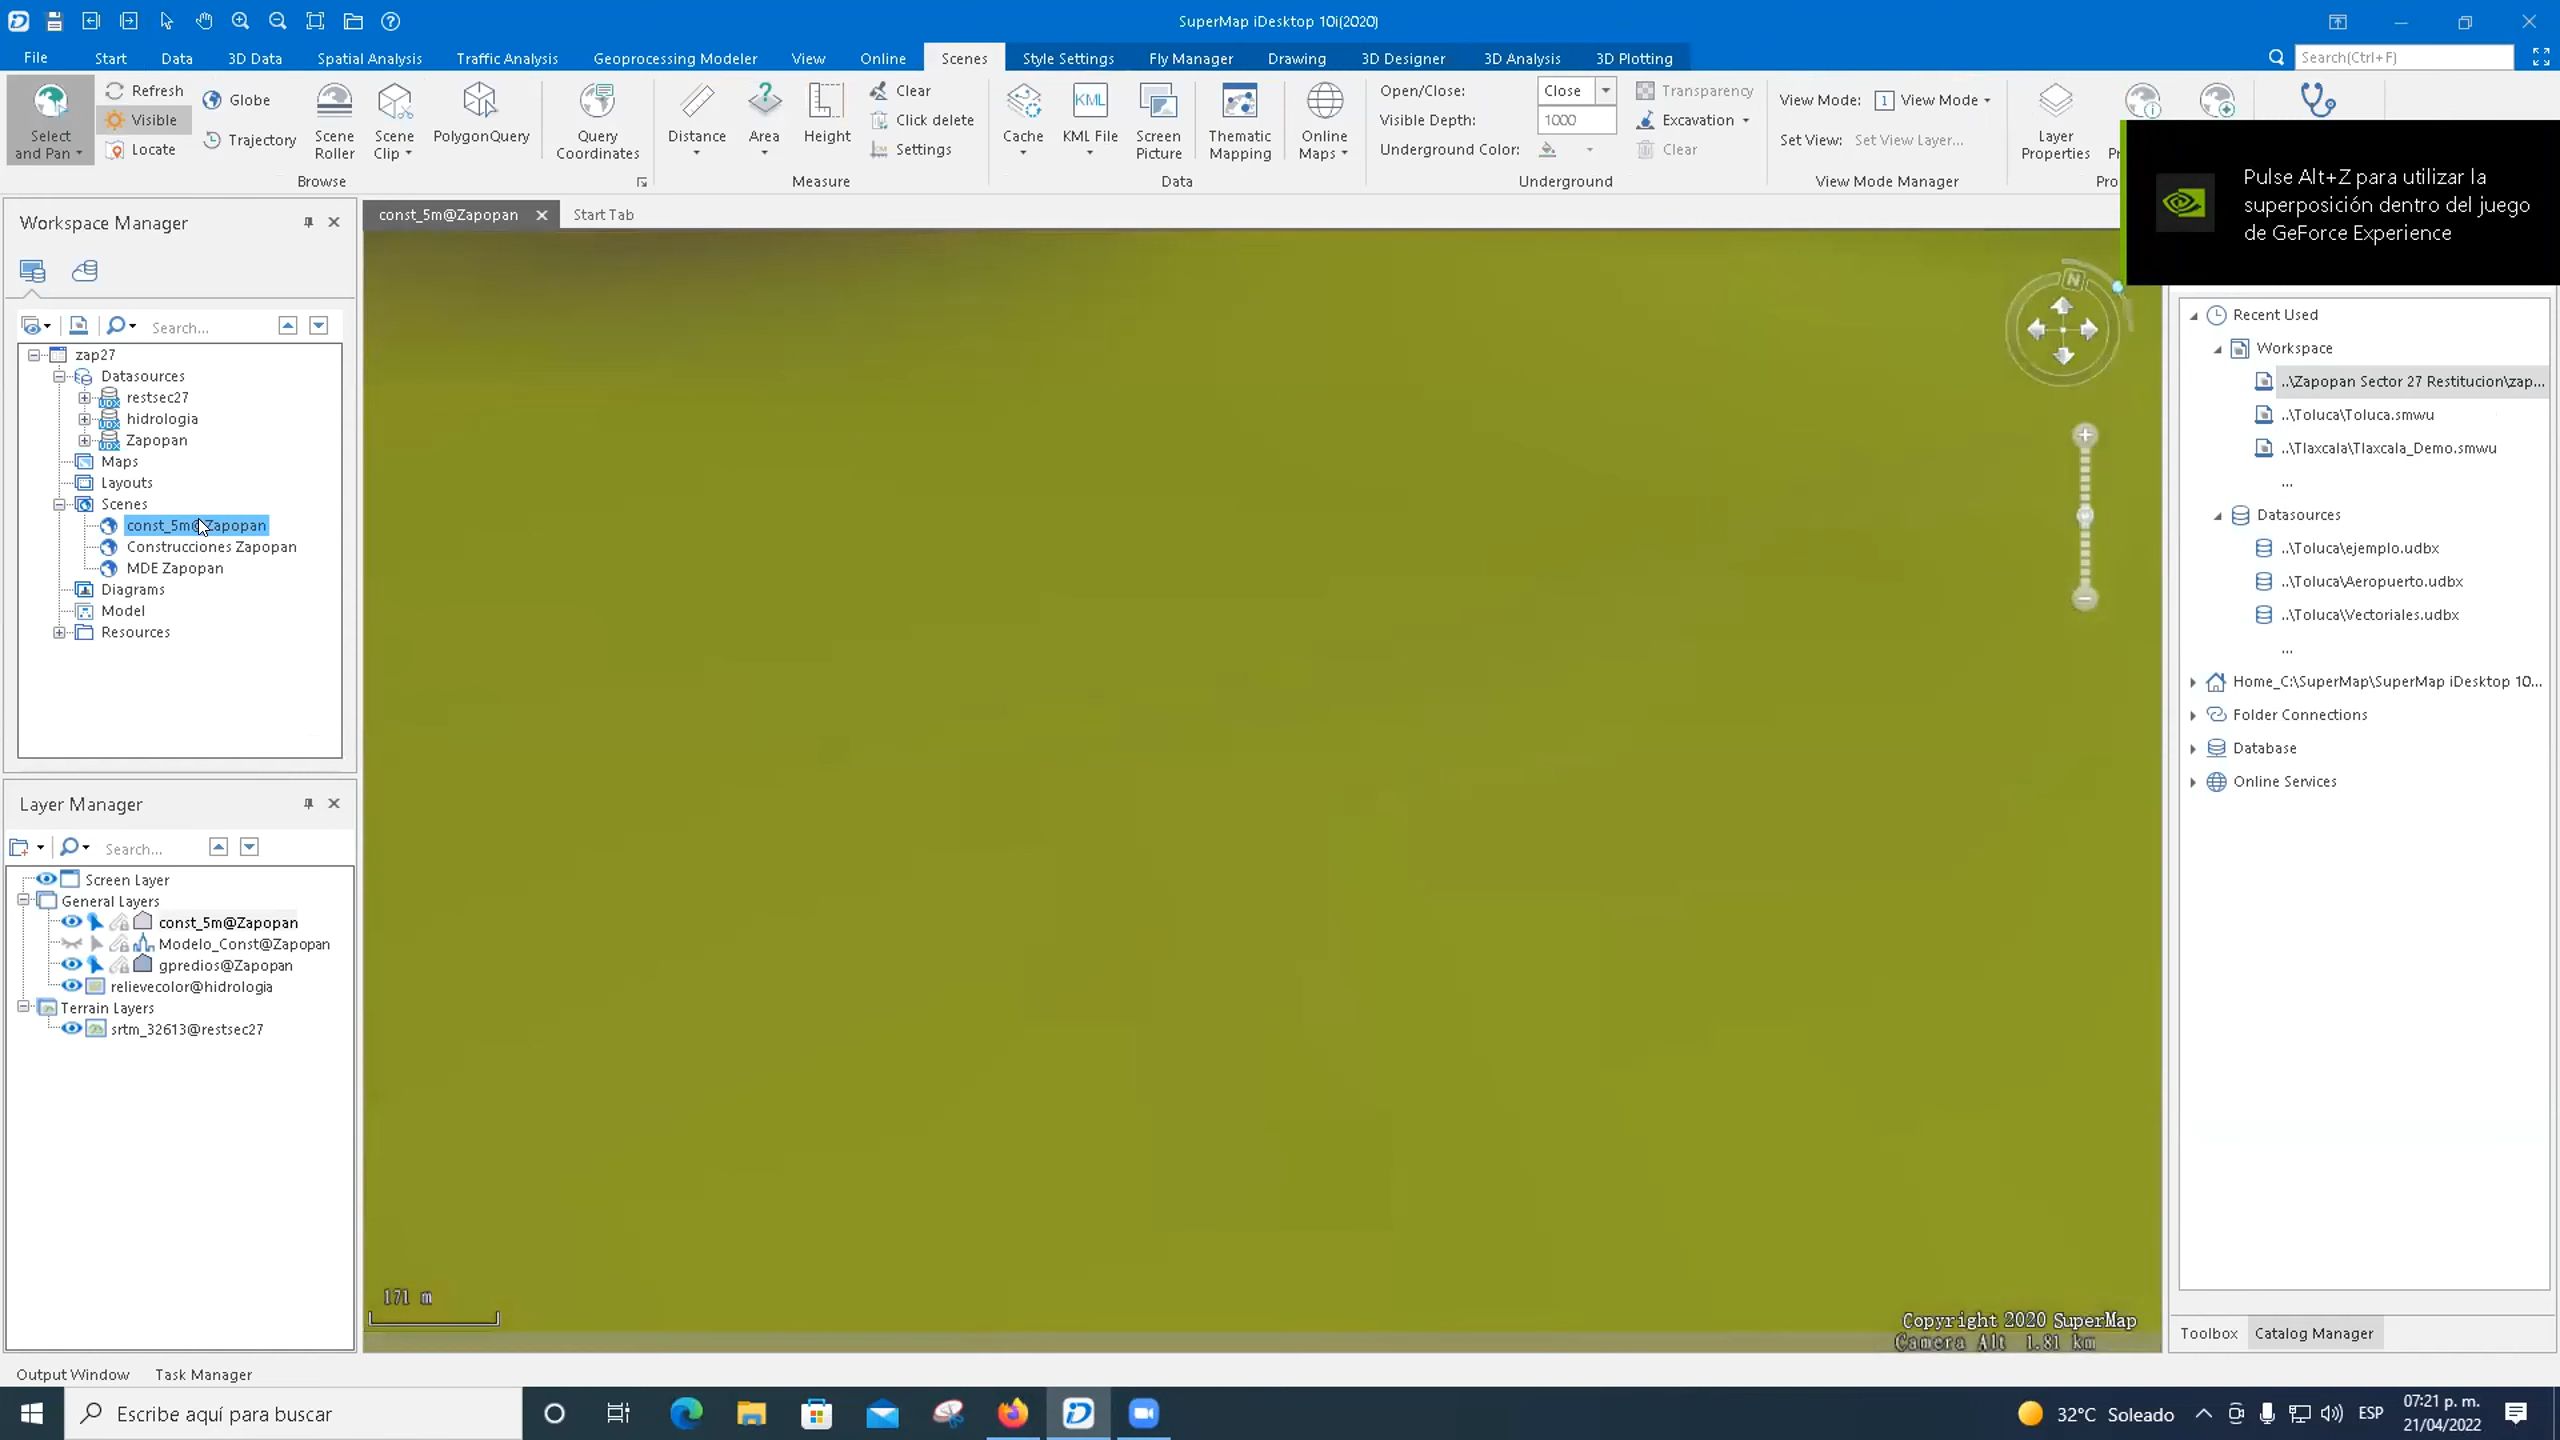 SuperMap iDesktop 10i(2020)
File Start Data 3D Data Spatial Analysis Traffic Analysis Geoprocessing Modeler View Online Scenes Style Settings Fly Manager Drawing 3D Designer 3D Analysis 3D Plotting Search(Ctrl+F)
Select and Pan
Refresh
Visible
Locate
Globe
Trajectory
Scene Roller
Scene Clip
PolygonQuery
Browse
Query Coordinates
Distance
Area
Height
Clear
Click delete
Settings
Measure
Cache
KML
KML File
Screen Picture
Thematic Mapping
Online Maps
Data
Open/Close: Close
Visible Depth: 1000
Underground Color:
Transparency
Excavation
Clear
Underground
View Mode: 1 View Mode
Set View: Set View Layer...
View Mode Manager
Layer Properties
Pulse Alt+Z para utilizar la
superposición dentro del juego
de GeForce Experience
Workspace Manager
Search...
zap27
Datasources
restsec27
hidrologia
Zapopan
Maps
Layouts
Scenes
const_5m@Zapopan
Construcciones Zapopan
MDE Zapopan
Diagrams
Model
Resources
Layer Manager
Search...
Screen Layer
General Layers
const_5m@Zapopan
Modelo_Const@Zapopan
gpredios@Zapopan
relievecolor@hidrologia
Terrain Layers
srtm_32613@restsec27
const_5m@Zapopan Start Tab
N
171 m
Copyright 2020 SuperMap
Camera Alt 1.81 km
Recent Used
Workspace
..\Zapopan Sector 27 Restitucion\zap...
..\Toluca\Toluca.smwu
..\Tlaxcala\Tlaxcala_Demo.smwu
...
Datasources
..\Toluca\ejemplo.udbx
..\Toluca\Aeropuerto.udbx
..\Toluca\Vectoriales.udbx
...
Home_C:\SuperMap\SuperMap iDesktop 10...
Folder Connections
Database
Online Services
Toolbox Catalog Manager
Output Window Task Manager
Escribe aquí para buscar
32°C Soleado
ESP
07:21 p. m.
21/04/2022